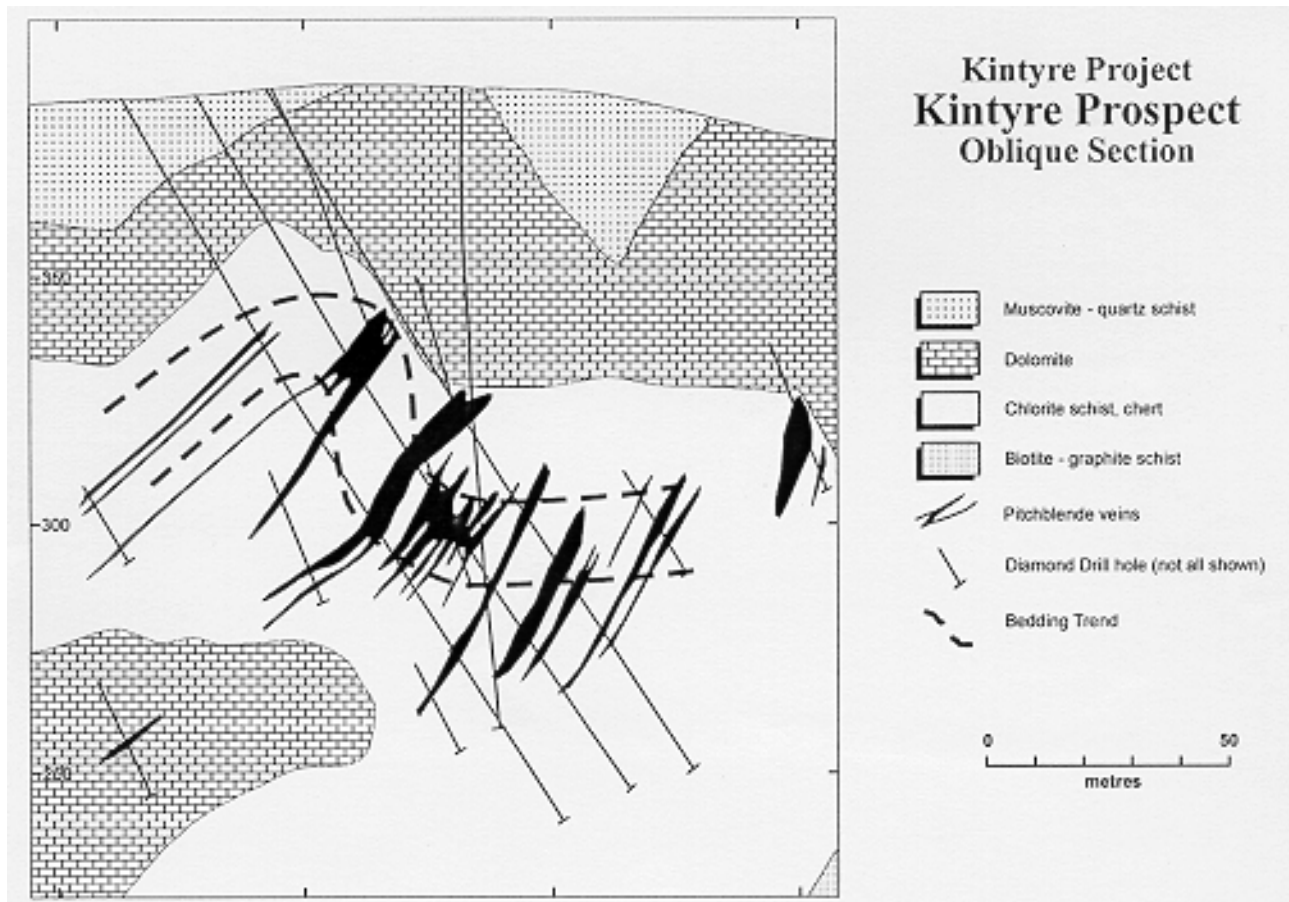 Kintyre Project
Kintyre Prospect
Oblique Section
350
300
Muscovite - quartz schist
Dolomite
Chlorite schist, chert
Biotite - graphite schist
Pitchblende veins
Diamond Drill hole (not all shown)
Bedding Trend
0 50
metres